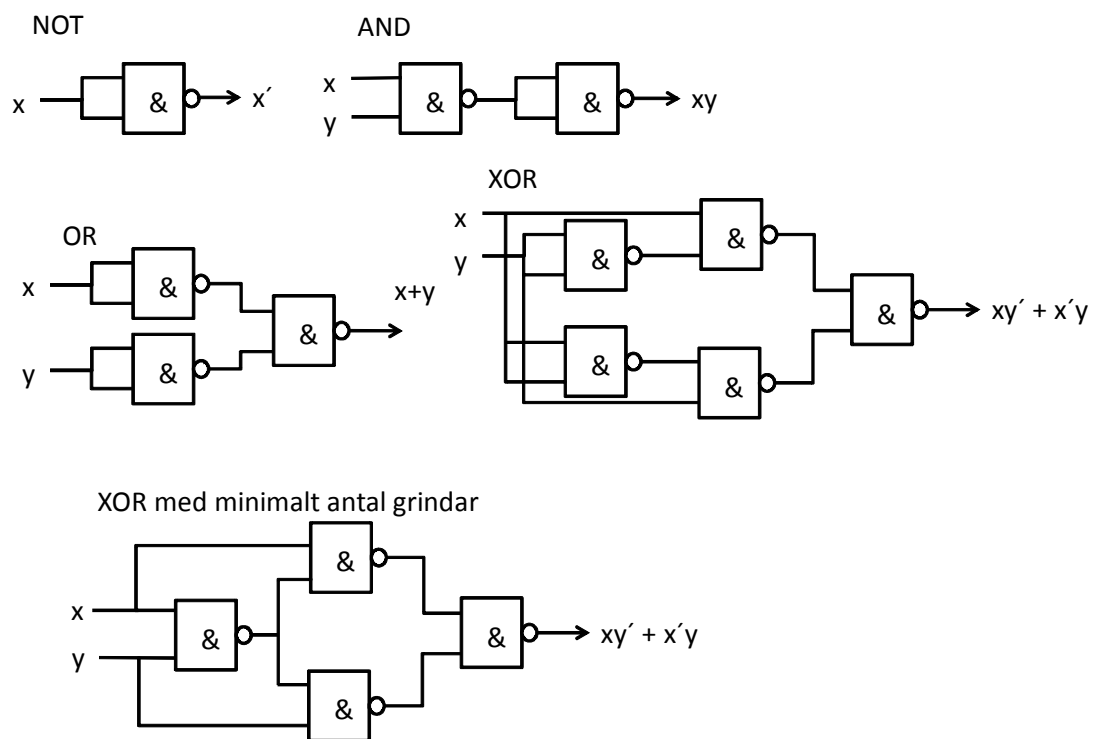 NOT
x & x´
AND
x
y
& & xy
OR
x & x+y
&
y &
XOR
x
y
& &
& xy´ + x´y
& &
XOR med minimalt antal grindar
&
x
y
& & xy´ + x´y
&